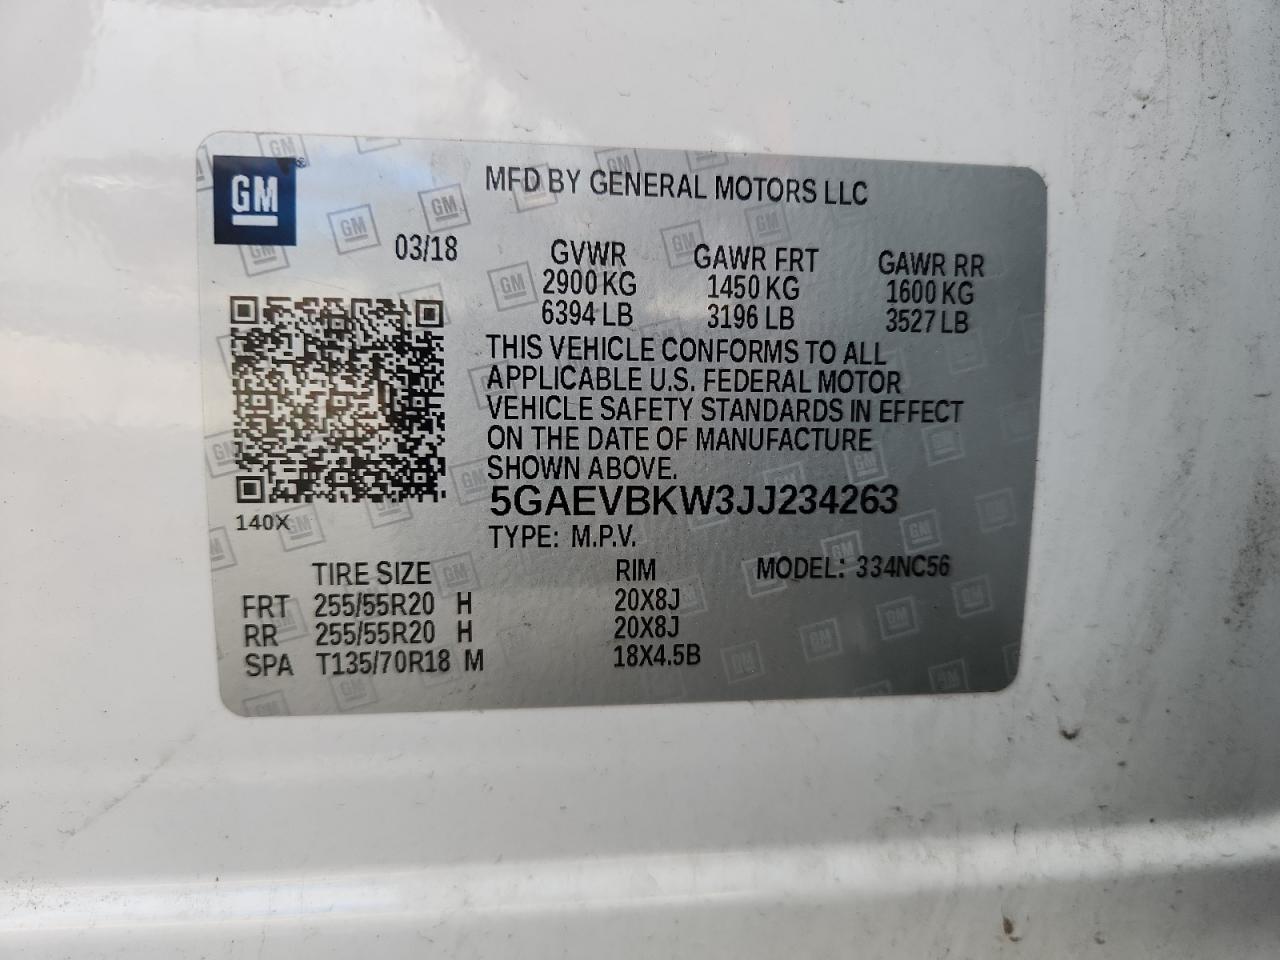 GM
MFD BY GENERAL MOTORS LLC
03/18
GVWR GAWR FRT GAWR RR
2900 KG 1450 KG 1600 KG
6394 LB 3196 LB 3527 LB
THIS VEHICLE CONFORMS TO ALL
APPLICABLE U.S. FEDERAL MOTOR
VEHICLE SAFETY STANDARDS IN EFFECT
ON THE DATE OF MANUFACTURE
SHOWN ABOVE.
5GAEVBKW3JJ234263
140X
TYPE: M.P.V.
TIRE SIZE RIM MODEL: 334NC56
FRT 255/55R20 H 20X8J
RR 255/55R20 H 20X8J
SPA T135/70R18 M 18X4.5B